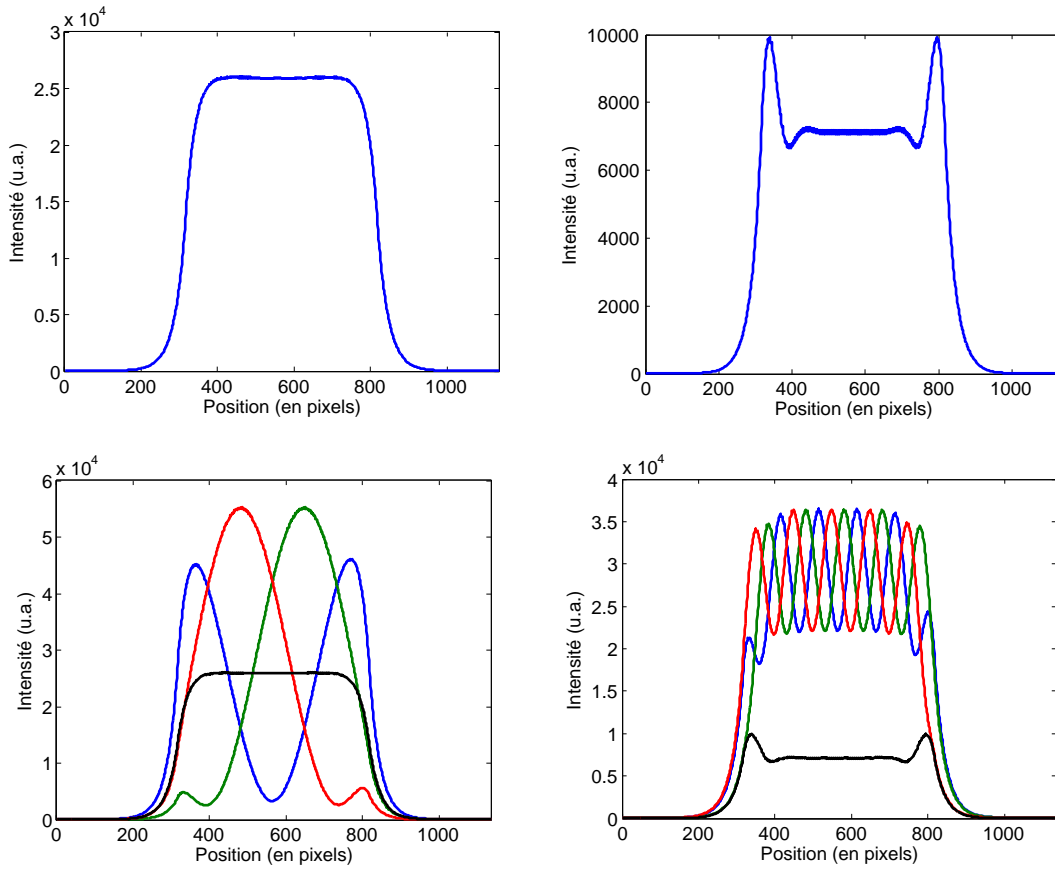 x 10^4
3
2.5
2
1.5
1
0.5
0
0 200 400 600 800 1000
Position (en pixels)
Intensité (u.a.)
10000
8000
6000
4000
2000
0
0 200 400 600 800 1000
Position (en pixels)
Intensité (u.a.)
x 10^4
6
5
4
3
2
1
0
0 200 400 600 800 1000
Position (en pixels)
Intensité (u.a.)
x 10^4
4
3.5
3
2.5
2
1.5
1
0.5
0
0 200 400 600 800 1000
Position (en pixels)
Intensité (u.a.)